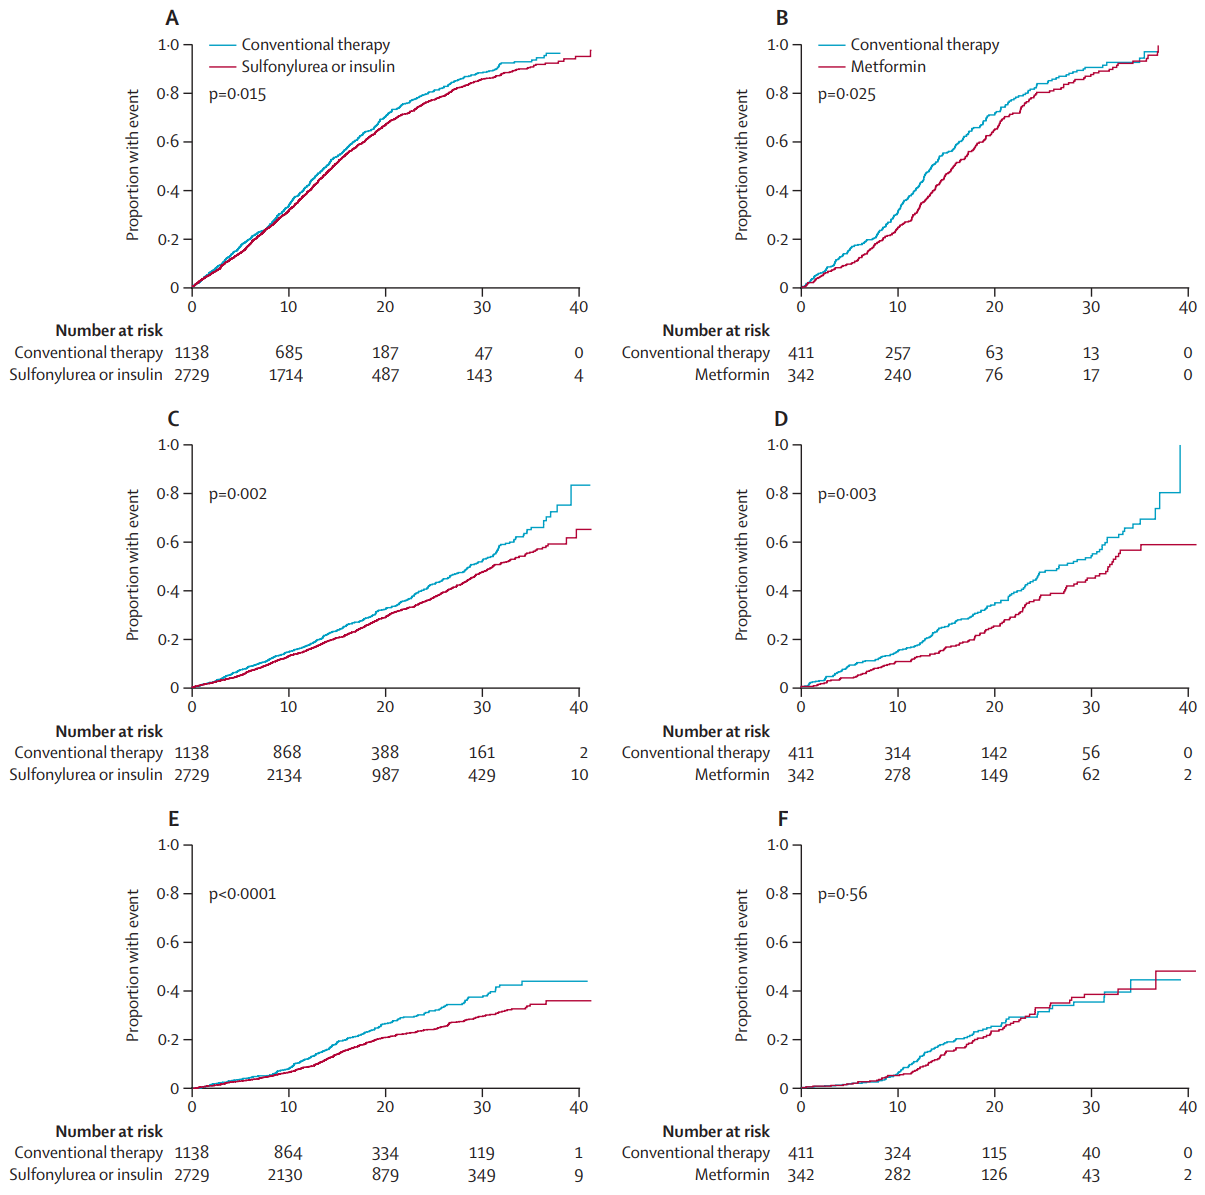 A
Conventional therapy
Sulfonylurea or insulin
p=0·015
Proportion with event
1·0
0·8
0·6
0·4
0·2
0
0 10 20 30 40
Number at risk
Conventional therapy 1138 685 187 47 0
Sulfonylurea or insulin 2729 1714 487 143 4
B
Conventional therapy
Metformin
p=0·025
Proportion with event
1·0
0·8
0·6
0·4
0·2
0
0 10 20 30 40
Number at risk
Conventional therapy 411 257 63 13 0
Metformin 342 240 76 17 0
C
p=0·002
Proportion with event
1·0
0·8
0·6
0·4
0·2
0
0 10 20 30 40
Number at risk
Conventional therapy 1138 868 388 161 2
Sulfonylurea or insulin 2729 2134 987 429 10
D
p=0·003
Proportion with event
1·0
0·8
0·6
0·4
0·2
0
0 10 20 30 40
Number at risk
Conventional therapy 411 314 142 56 0
Metformin 342 278 149 62 2
E
p<0·0001
Proportion with event
1·0
0·8
0·6
0·4
0·2
0
0 10 20 30 40
Number at risk
Conventional therapy 1138 864 334 119 1
Sulfonylurea or insulin 2729 2130 879 349 9
F
p=0·56
Proportion with event
1·0
0·8
0·6
0·4
0·2
0
0 10 20 30 40
Number at risk
Conventional therapy 411 324 115 40 0
Metformin 342 282 126 43 2